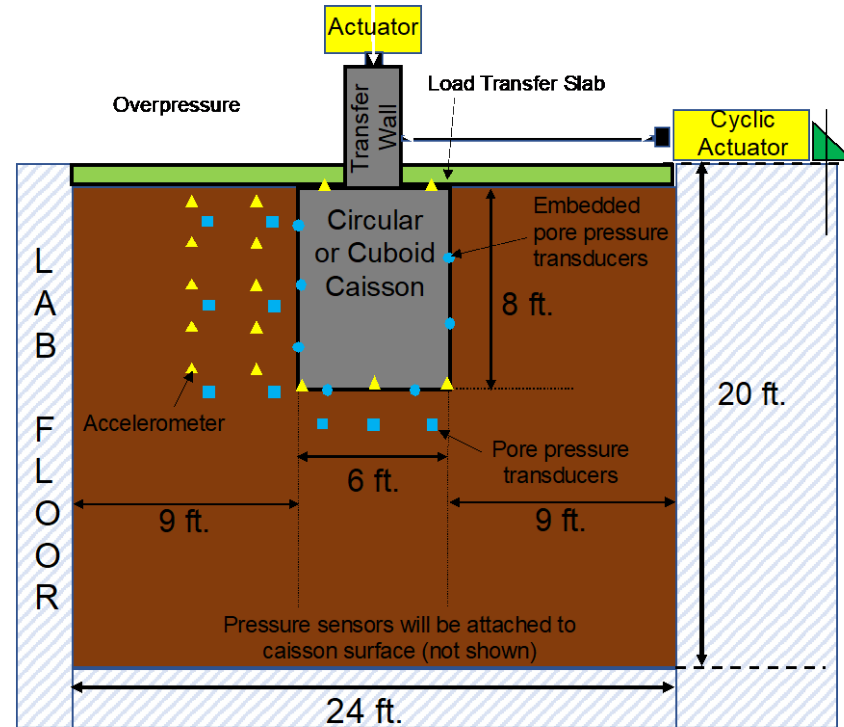 Actuator
Overpressure
Load Transfer Slab
Transfer
Wall
Cyclic
Actuator
Circular
or Cuboid
Caisson
Embedded
pore pressure
transducers
8 ft.
LAB FLOOR
20 ft.
Accelerometer
Pore pressure
transducers
6 ft.
9 ft.
9 ft.
Pressure sensors will be attached to
caisson surface (not shown)
24 ft.